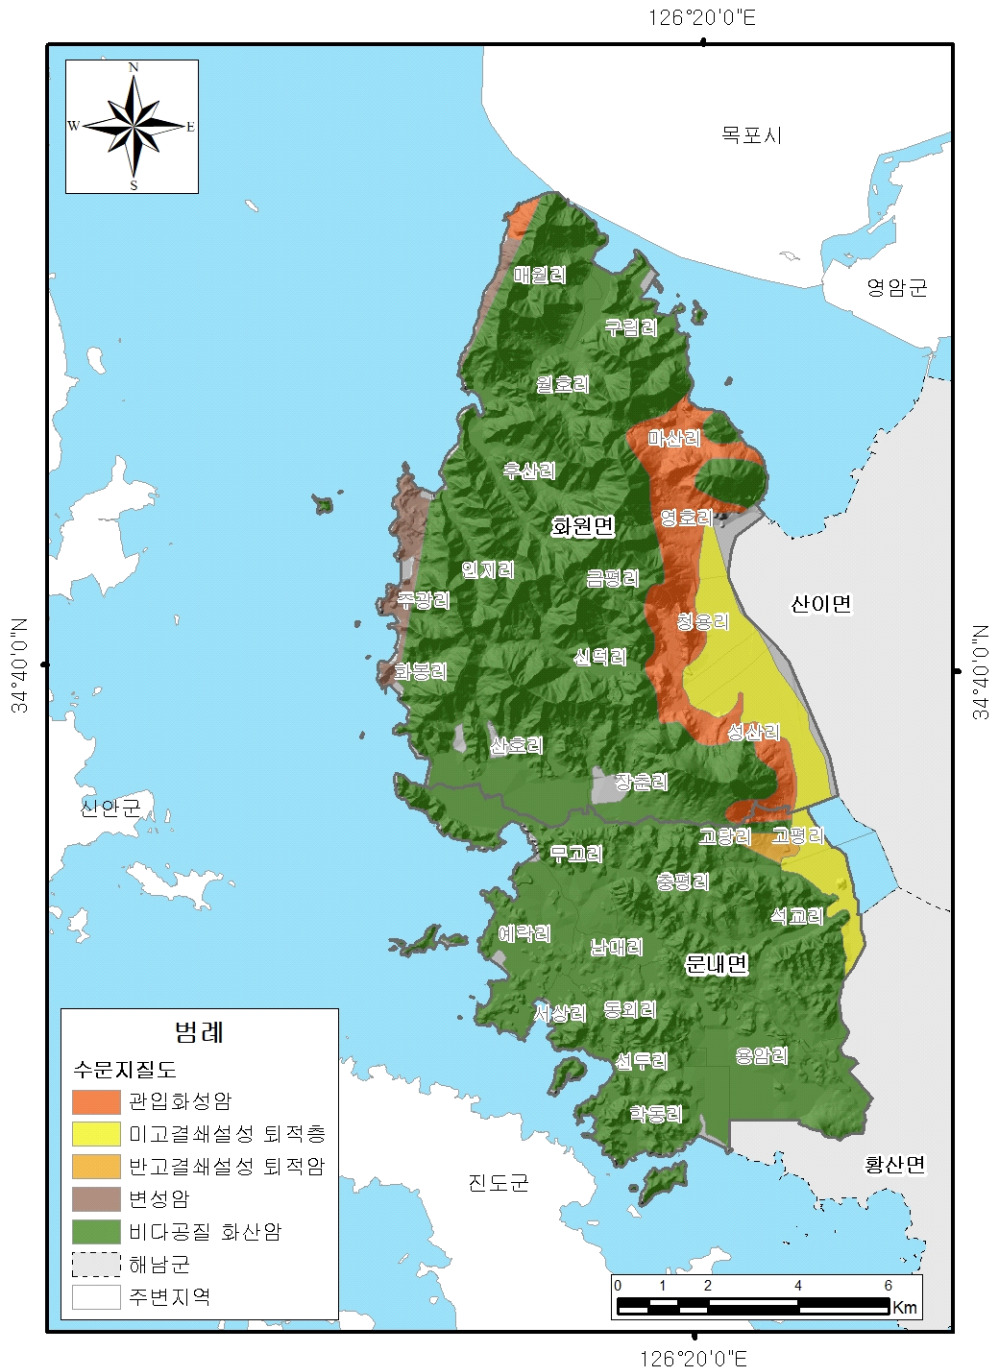 126°20'0"E
N
W
E
S
목포시
영암군
매월리
구림리
월호리
마산리
후산리
영호리
화원면
인지리
금평리
주광리
산이면
청용리
34°40'0"N
34°40'0"N
신덕리
화봉리
성산리
산호리
장춘리
신안군
고당리
고평리
무고리
충평리
석교리
예락리
난대리
문내면
서상리
동외리
선두리
용암리
학동리
황산면
진도군
범례
수문지질도
관입화성암
미고결쇄설성 퇴적층
반고결쇄설성 퇴적암
변성암
비다공질 화산암
해남군
주변지역
0 1 2 4 6
Km
126°20'0"E